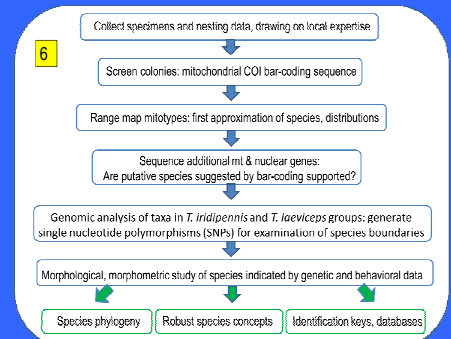 Collect specimens and nesting data, drawing on local expertise
6
Screen colonies: mitochondrial COI bar-coding sequence
Range map mitotypes: first approximation of species, distributions
Sequence additional mt & nuclear genes:
Are putative species suggested by bar-coding supported?
Genomic analysis of taxa in T. iridipennis and T. laeviceps groups: generate
single nucleotide polymorphisms (SNPs) for examination of species boundaries
Morphological, morphometric study of species indicated by genetic and behavioral data
Species phylogeny
Robust species concepts
Identification keys, databases